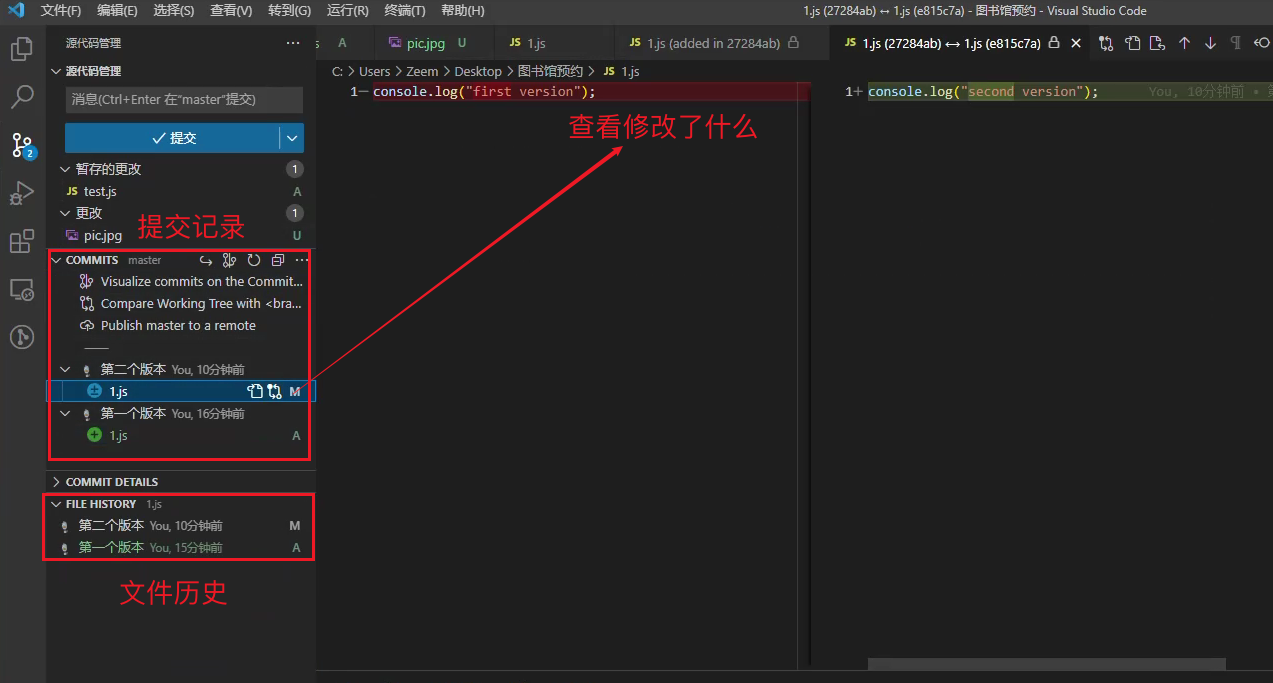 文件(F) 编辑(E) 选择(S) 查看(V) 转到(G) 运行(R) 终端(T) 帮助(H) 1.js (27284ab) ↔ 1.js (e815c7a) - 图书馆预约 - Visual Studio Code
源代码管理 ···
s A pic.jpg U JS 1.js JS 1.js (added in 27284ab) JS 1.js (27284ab) ↔ 1.js (e815c7a)
源代码管理
C: > Users > Zeem > Desktop > 图书馆预约 > JS 1.js
消息(Ctrl+Enter 在"master"提交)
1− console.log("first version");
1+ console.log("second version"); You, 10分钟前 •
查看修改了什么
提交
2
暂存的更改 1
JS test.js A
更改 1
pic.jpg U
提交记录
COMMITS master
Visualize commits on the Commit...
Compare Working Tree with <bra...
Publish master to a remote
第二个版本 You, 10分钟前
1.js M
第一个版本 You, 16分钟前
1.js A
COMMIT DETAILS
FILE HISTORY 1.js
第二个版本 You, 10分钟前 M
第一个版本 You, 15分钟前 A
文件历史